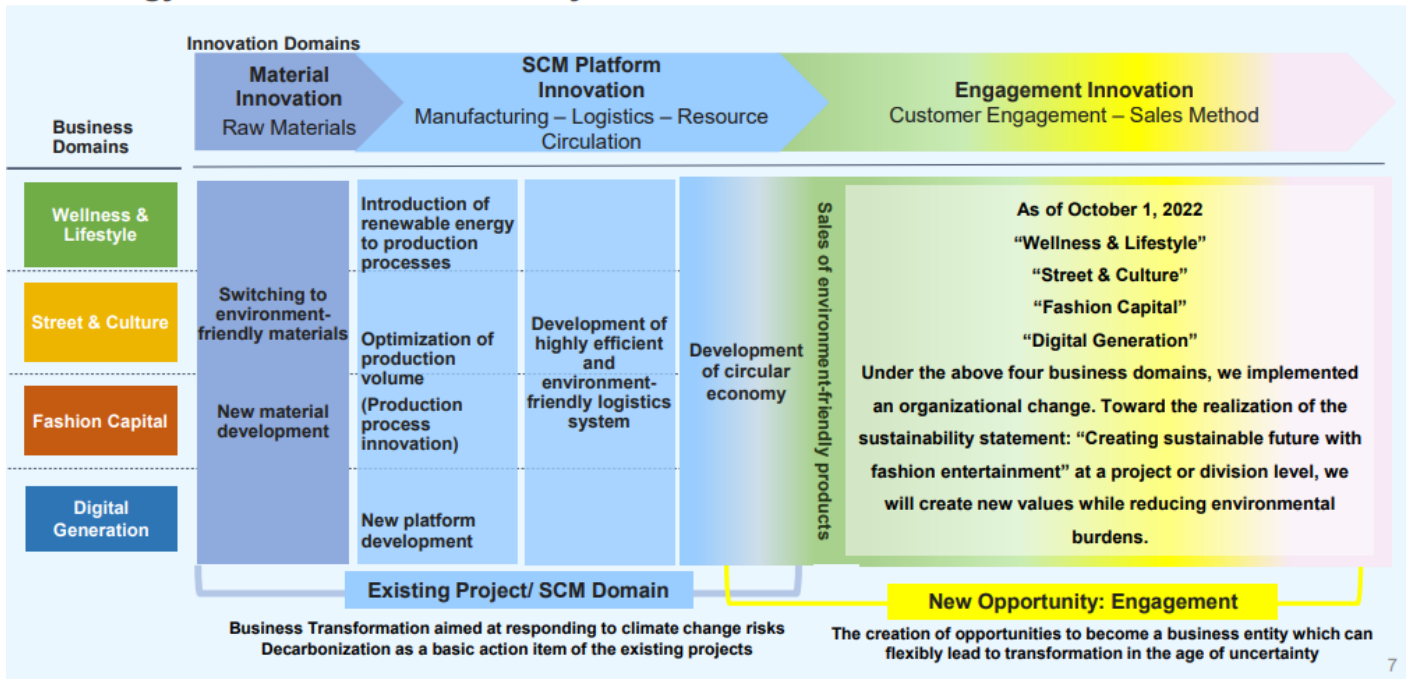 Innovation Domains
Material
Innovation
Raw Materials
SCM Platform
Innovation
Manufacturing – Logistics – Resource
Circulation
Engagement Innovation
Customer Engagement – Sales Method
Business
Domains
Wellness &
Lifestyle
Street & Culture
Fashion Capital
Digital
Generation
Switching to
environment-
friendly materials
New material
development
Introduction of
renewable energy
to production
processes
Optimization of
production
volume
(Production
process
innovation)
New platform
development
Development of
highly efficient
and
environment-
friendly logistics
system
Development
of circular
economy
Sales of environment-friendly products
As of October 1, 2022
“Wellness & Lifestyle”
“Street & Culture”
“Fashion Capital”
“Digital Generation”
Under the above four business domains, we implemented
an organizational change. Toward the realization of the
sustainability statement: “Creating sustainable future with
fashion entertainment” at a project or division level, we
will create new values while reducing environmental
burdens.
Existing Project/ SCM Domain
Business Transformation aimed at responding to climate change risks
Decarbonization as a basic action item of the existing projects
New Opportunity: Engagement
The creation of opportunities to become a business entity which can
flexibly lead to transformation in the age of uncertainty
7